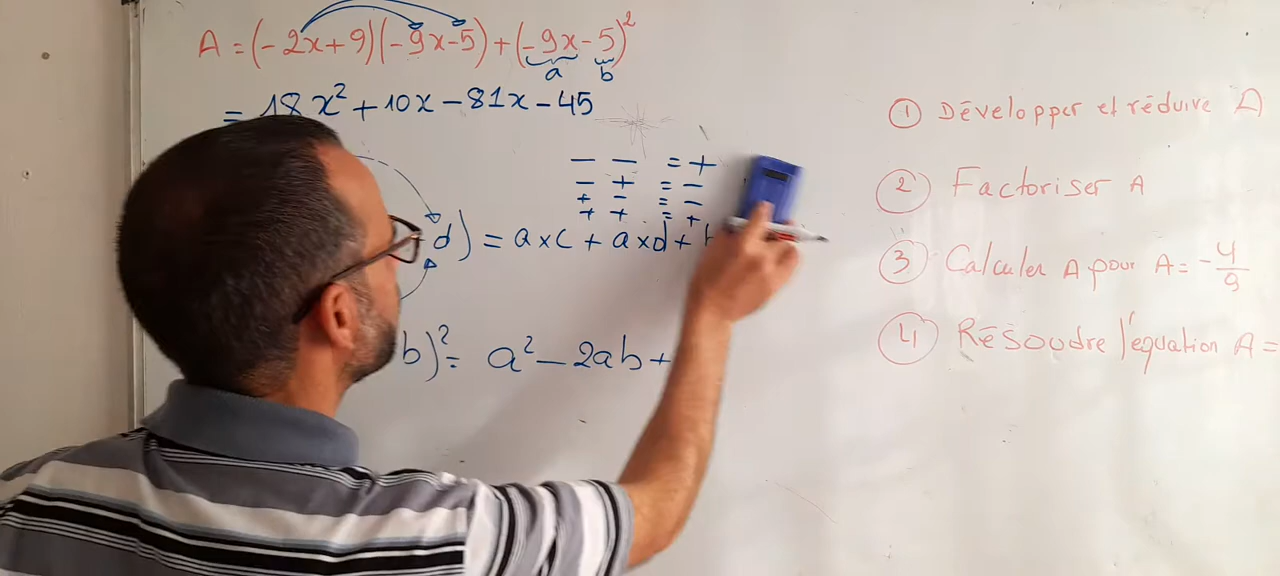 A = (-2x+9)(-9x-5)+(-9x-5)²
a b
= 18x² + 10x - 81x - 45
- - = +
- + = -
+ - = -
+ + = +
d) = a×c + a×d +
b)² = a² - 2ab +
① Développer et réduire A
② Factoriser A
③ Calculer A pour A = -4/9
④ Résoudre l'équation A =